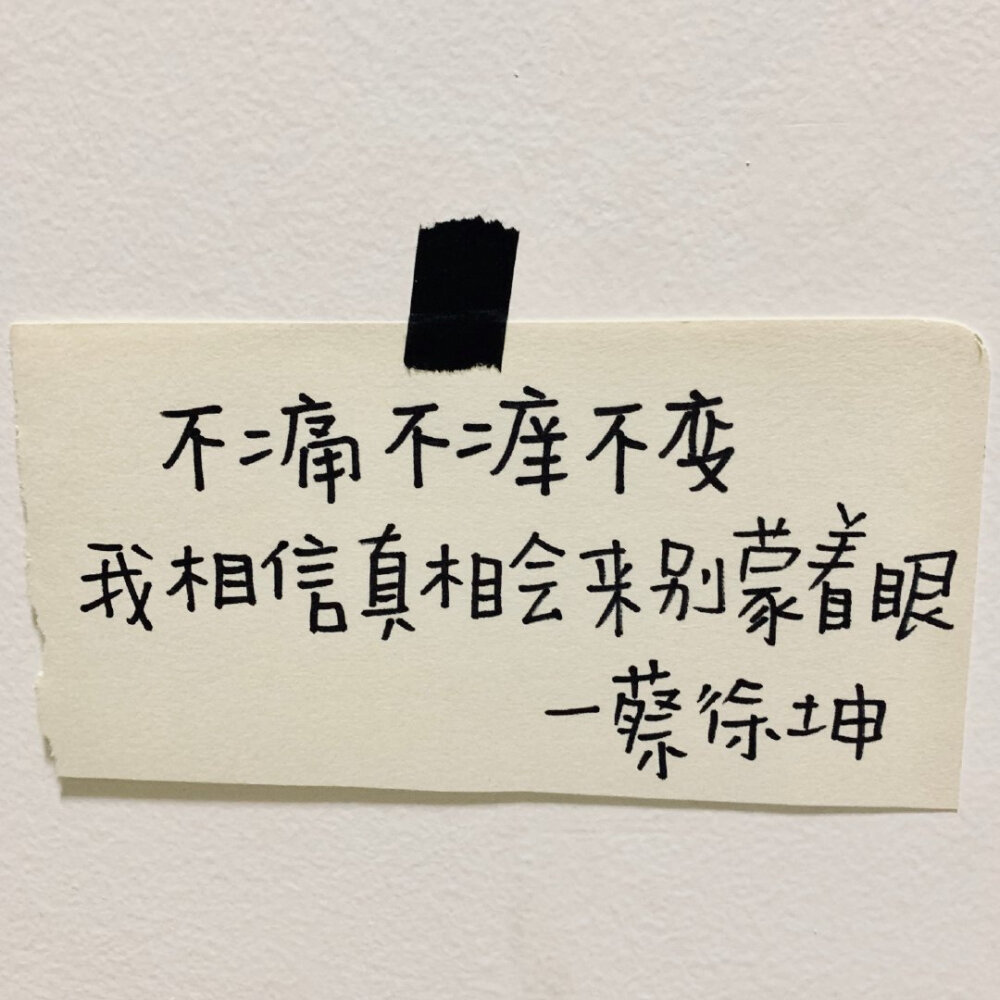 不痛不痒不变
我相信真相会来别蒙着眼
—蔡徐坤